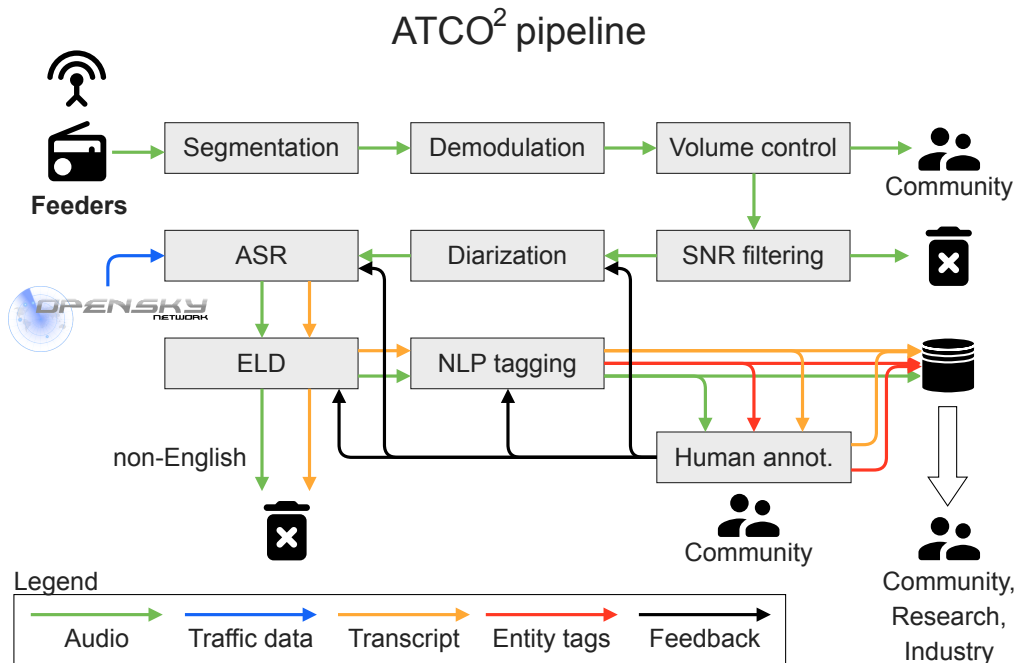 ATCO² pipeline
Segmentation
Demodulation
Volume control
Community
Feeders
ASR
Diarization
SNR filtering
OPENSKY
NETWORK
ELD
NLP tagging
non-English
Human annot.
Community
Community,
Research,
Industry
Legend
Audio
Traffic data
Transcript
Entity tags
Feedback